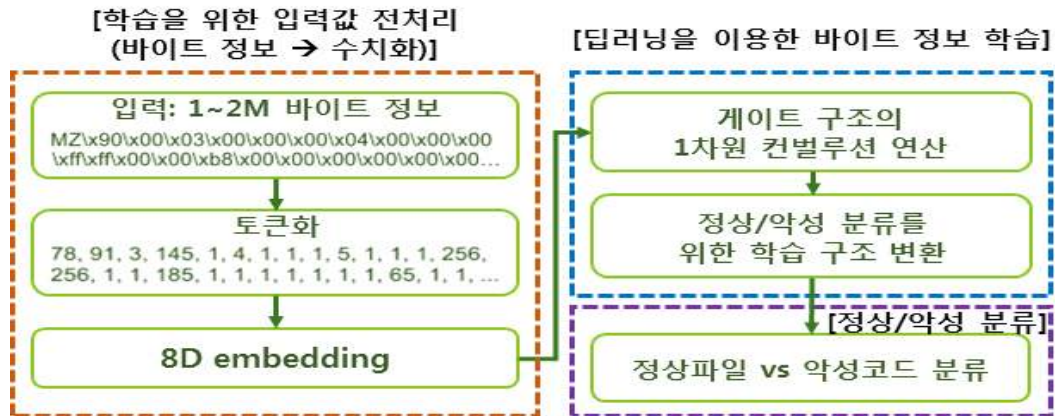 [학습을 위한 입력값 전처리
(바이트 정보 → 수치화)]
입력: 1~2M 바이트 정보
MZ\x90\x00\x03\x00\x00\x00\x04\x00\x00\x00
\xff\xff\x00\x00\xb8\x00\x00\x00\x00\x00\x00...
토큰화
78, 91, 3, 145, 1, 4, 1, 1, 1, 5, 1, 1, 1, 256,
256, 1, 1, 185, 1, 1, 1, 1, 1, 1, 1, 65, 1, 1, ...
8D embedding
[딥러닝을 이용한 바이트 정보 학습]
게이트 구조의
1차원 컨벌루션 연산
정상/악성 분류를
위한 학습 구조 변환
[정상/악성 분류]
정상파일 vs 악성코드 분류